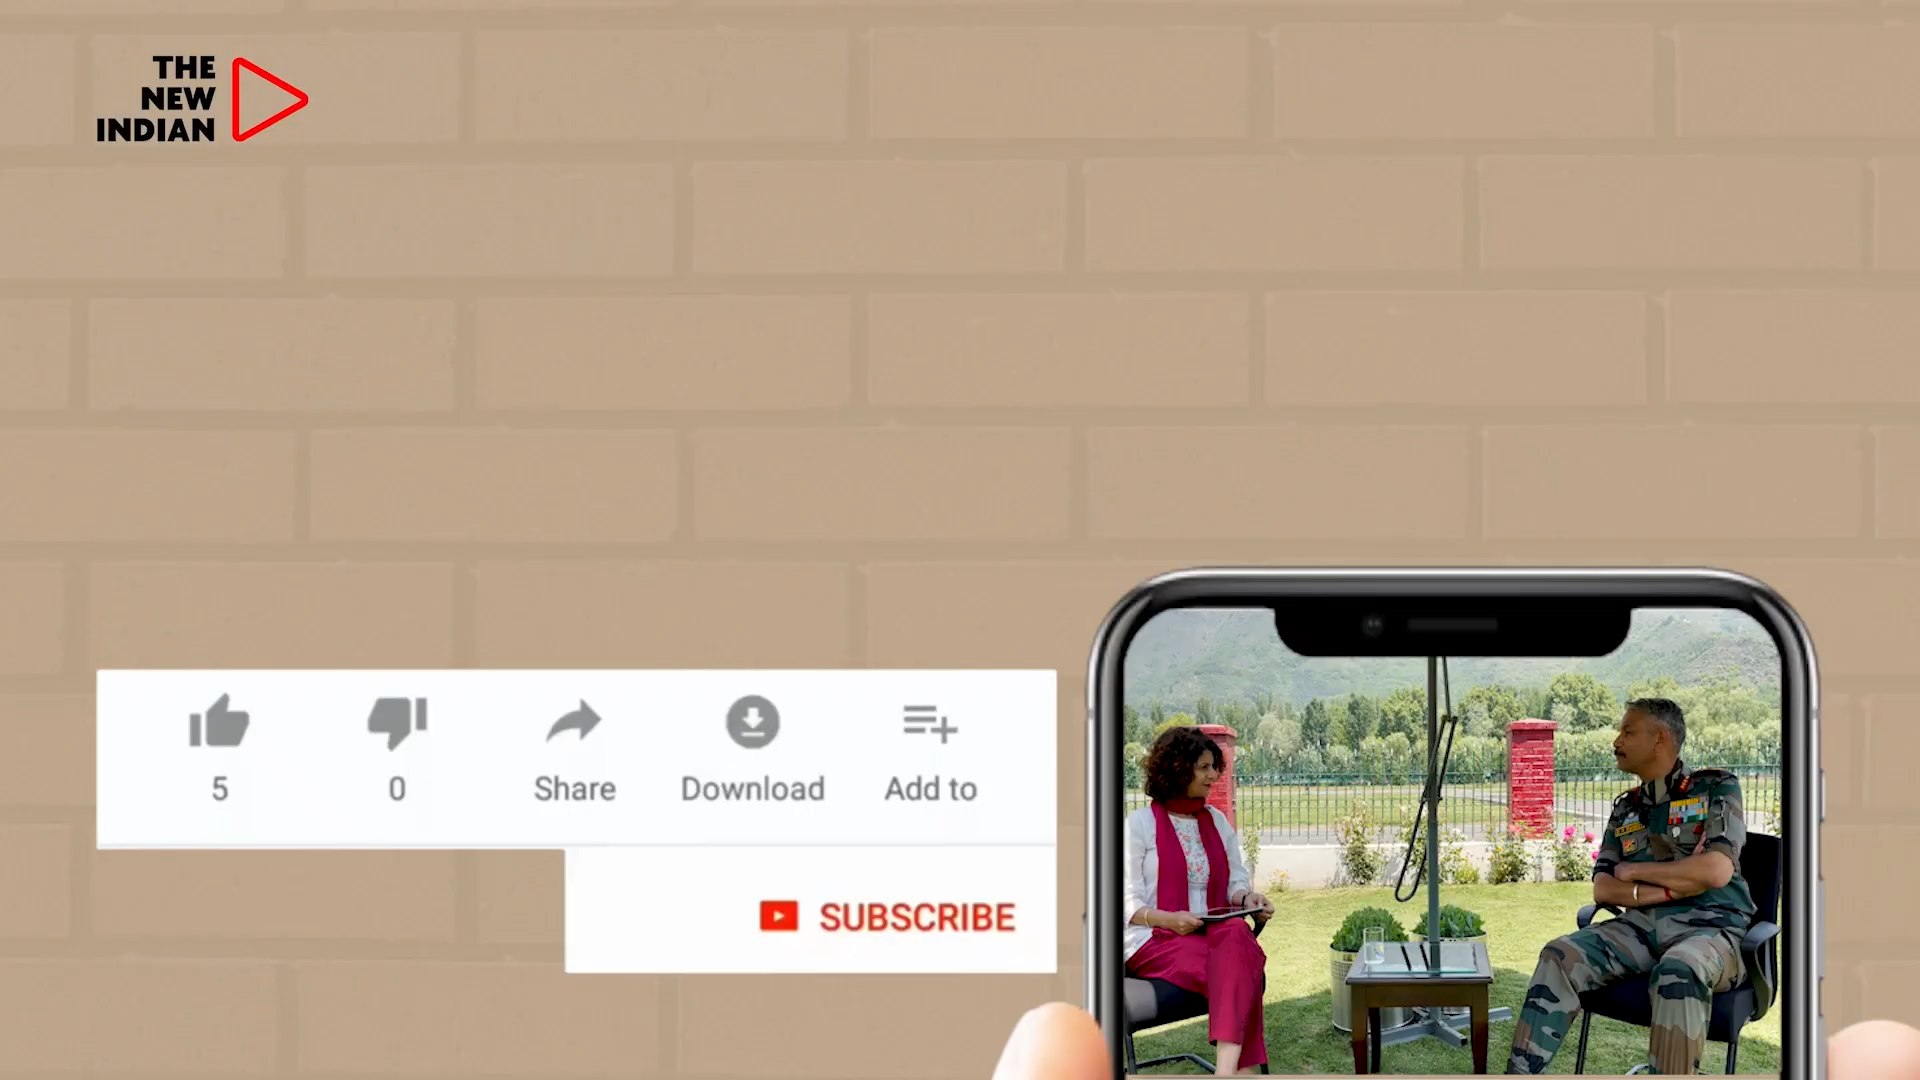 THE
NEW
INDIAN
5 0 Share Download Add to
SUBSCRIBE